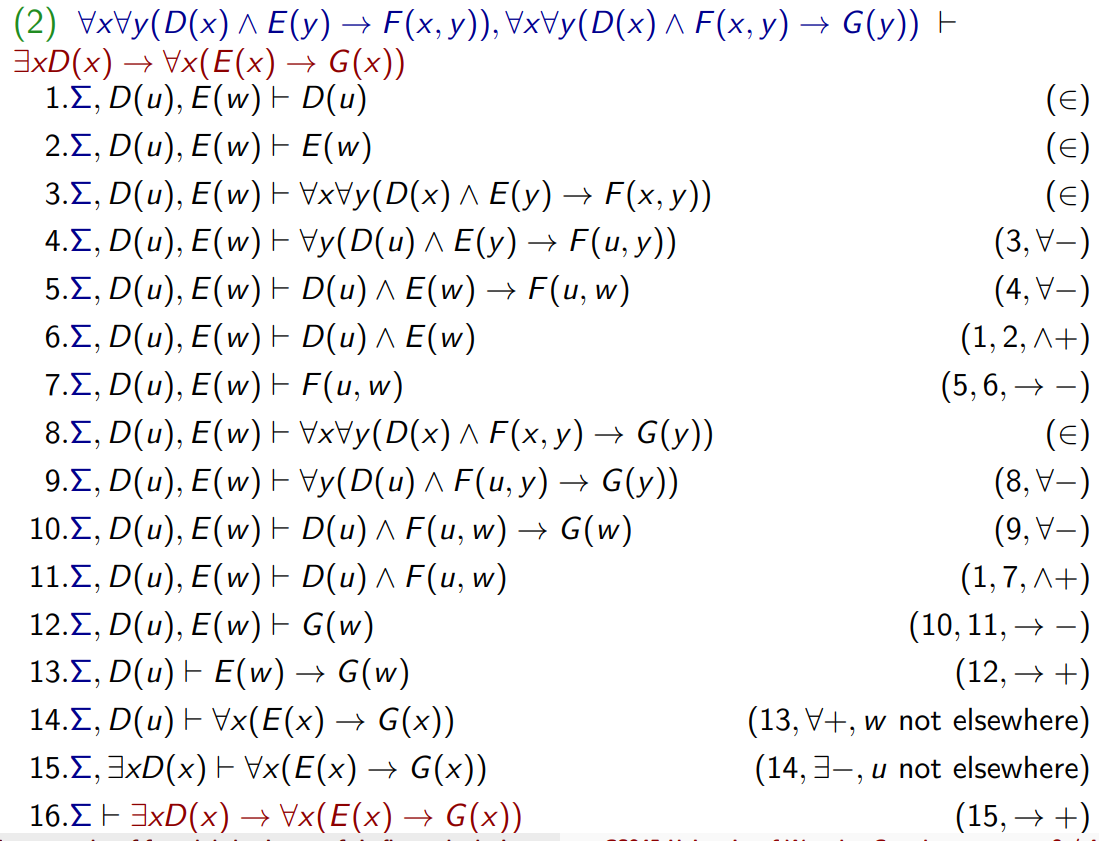 (2) ∀x∀y(D(x) ∧ E(y) → F(x, y)), ∀x∀y(D(x) ∧ F(x, y) → G(y)) ⊢
∃xD(x) → ∀x(E(x) → G(x))
1.Σ, D(u), E(w) ⊢ D(u) (∈)
2.Σ, D(u), E(w) ⊢ E(w) (∈)
3.Σ, D(u), E(w) ⊢ ∀x∀y(D(x) ∧ E(y) → F(x, y)) (∈)
4.Σ, D(u), E(w) ⊢ ∀y(D(u) ∧ E(y) → F(u, y)) (3, ∀−)
5.Σ, D(u), E(w) ⊢ D(u) ∧ E(w) → F(u, w) (4, ∀−)
6.Σ, D(u), E(w) ⊢ D(u) ∧ E(w) (1, 2, ∧+)
7.Σ, D(u), E(w) ⊢ F(u, w) (5, 6, → −)
8.Σ, D(u), E(w) ⊢ ∀x∀y(D(x) ∧ F(x, y) → G(y)) (∈)
9.Σ, D(u), E(w) ⊢ ∀y(D(u) ∧ F(u, y) → G(y)) (8, ∀−)
10.Σ, D(u), E(w) ⊢ D(u) ∧ F(u, w) → G(w) (9, ∀−)
11.Σ, D(u), E(w) ⊢ D(u) ∧ F(u, w) (1, 7, ∧+)
12.Σ, D(u), E(w) ⊢ G(w) (10, 11, → −)
13.Σ, D(u) ⊢ E(w) → G(w) (12, → +)
14.Σ, D(u) ⊢ ∀x(E(x) → G(x)) (13, ∀+, w not elsewhere)
15.Σ, ∃xD(x) ⊢ ∀x(E(x) → G(x)) (14, ∃−, u not elsewhere)
16.Σ ⊢ ∃xD(x) → ∀x(E(x) → G(x)) (15, → +)